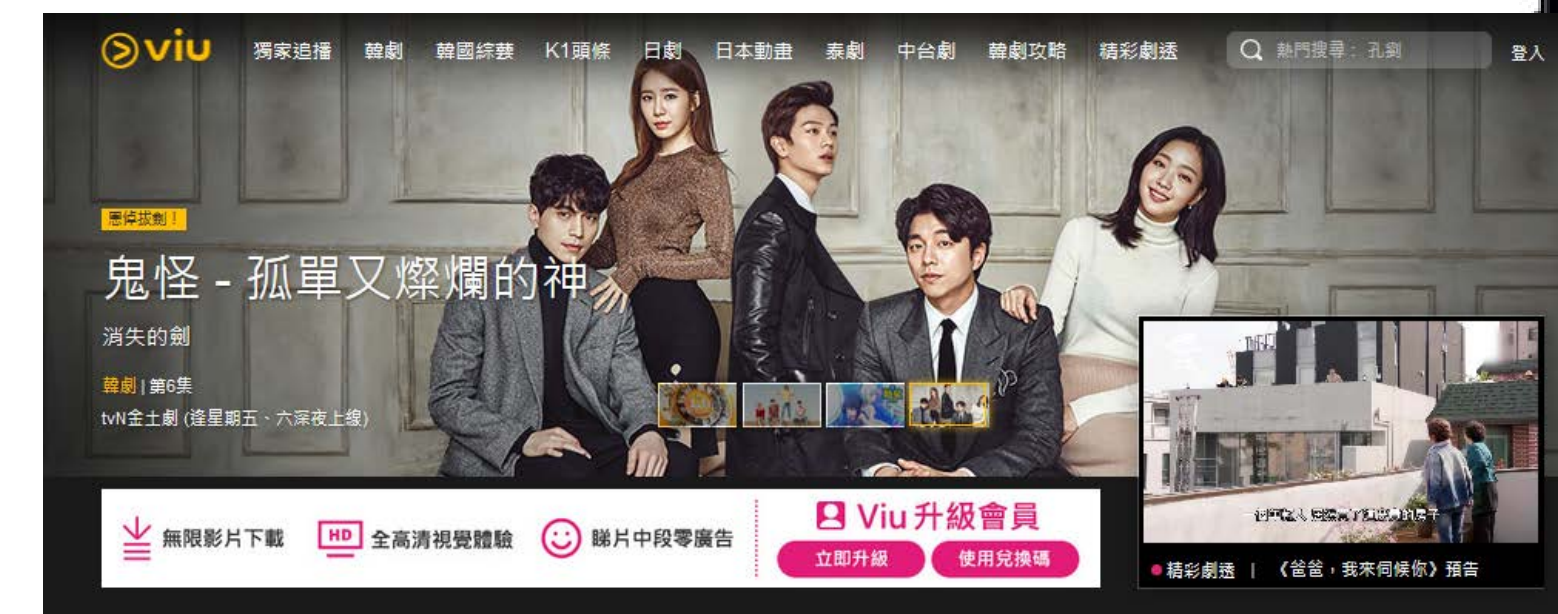 viu
獨家追播 韓劇 韓國綜藝 K1頭條 日劇 日本動畫 泰劇 中台劇 韓劇攻略 精彩劇透
熱門搜尋： 孔劉
登入
恩倬拔劍！
鬼怪 - 孤單又燦爛的神
消失的劍
韓劇 | 第6集
tvN金土劇 (逢星期五、六深夜上線)
無限影片下載
HD 全高清視覺體驗
睇片中段零廣告
Viu 升級會員
立即升級 使用兌換碼
精彩劇透 | 《爸爸，我來伺候你》預告